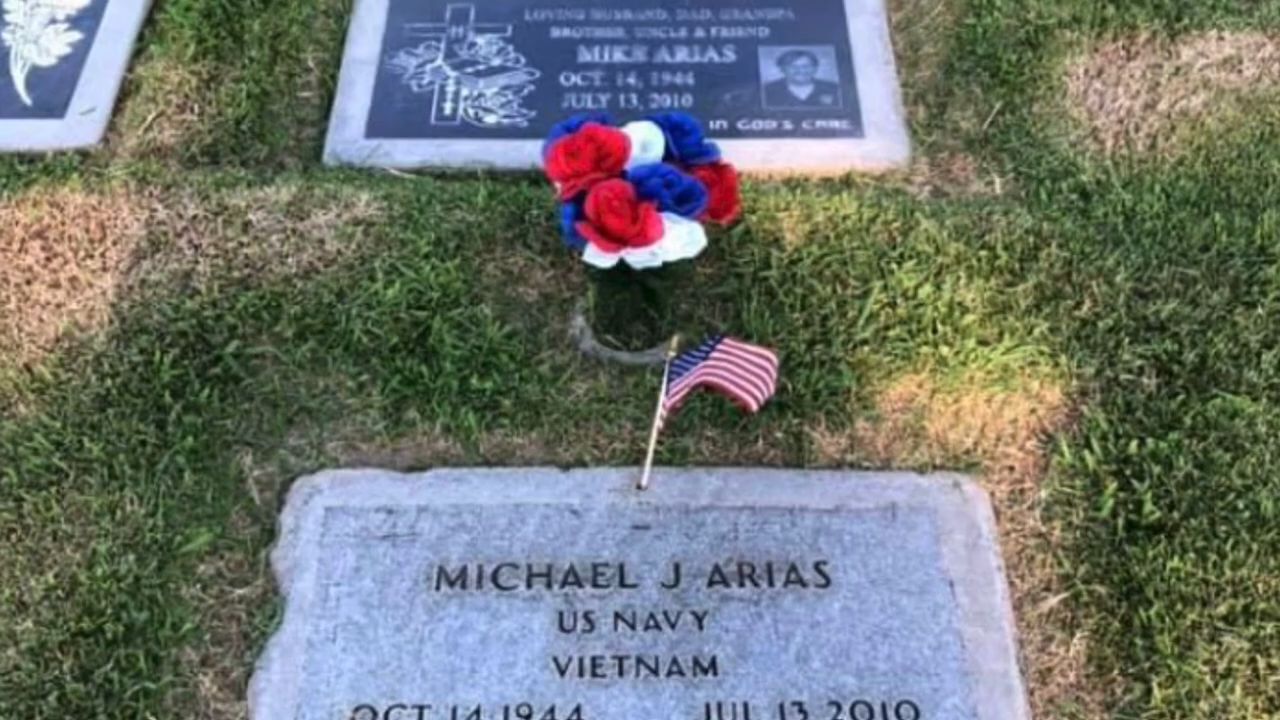 LOVING HUSBAND, DAD, GRANDPA
BROTHER, UNCLE & FRIEND
MIKE ARIAS
OCT. 14, 1944
JULY 13, 2010
IN GOD'S CARE
MICHAEL J ARIAS
US NAVY
VIETNAM
OCT 14 1944 JUL 13 2010